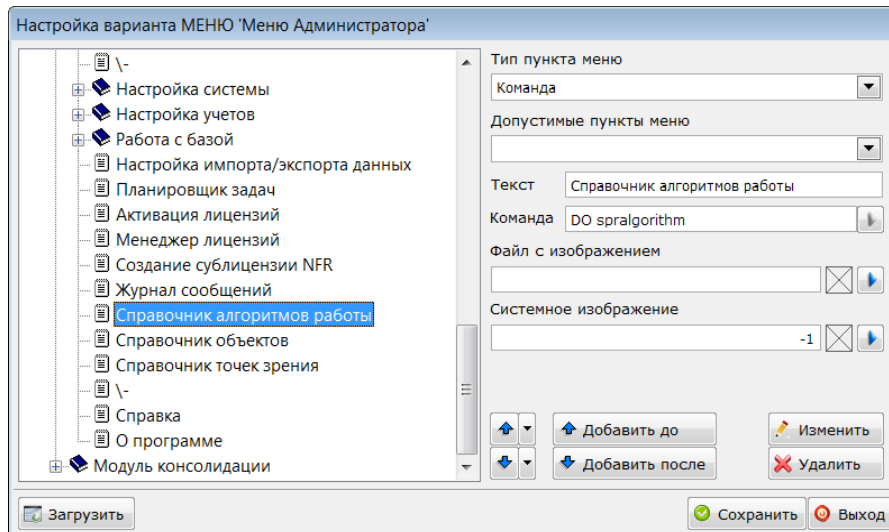 Настройка варианта МЕНЮ 'Меню Администратора'
\-
Настройка системы
Настройка учетов
Работа с базой
Настройка импорта/экспорта данных
Планировщик задач
Активация лицензий
Менеджер лицензий
Создание сублицензии NFR
Журнал сообщений
Справочник алгоритмов работы
Справочник объектов
Справочник точек зрения
\-
Справка
О программе
Модуль консолидации
Тип пункта меню
Команда
Допустимые пункты меню
Текст Справочник алгоритмов работы
Команда DO spralgorithm
Файл с изображением
Системное изображение
-1
Добавить до Изменить
Добавить после Удалить
Загрузить Сохранить Выход